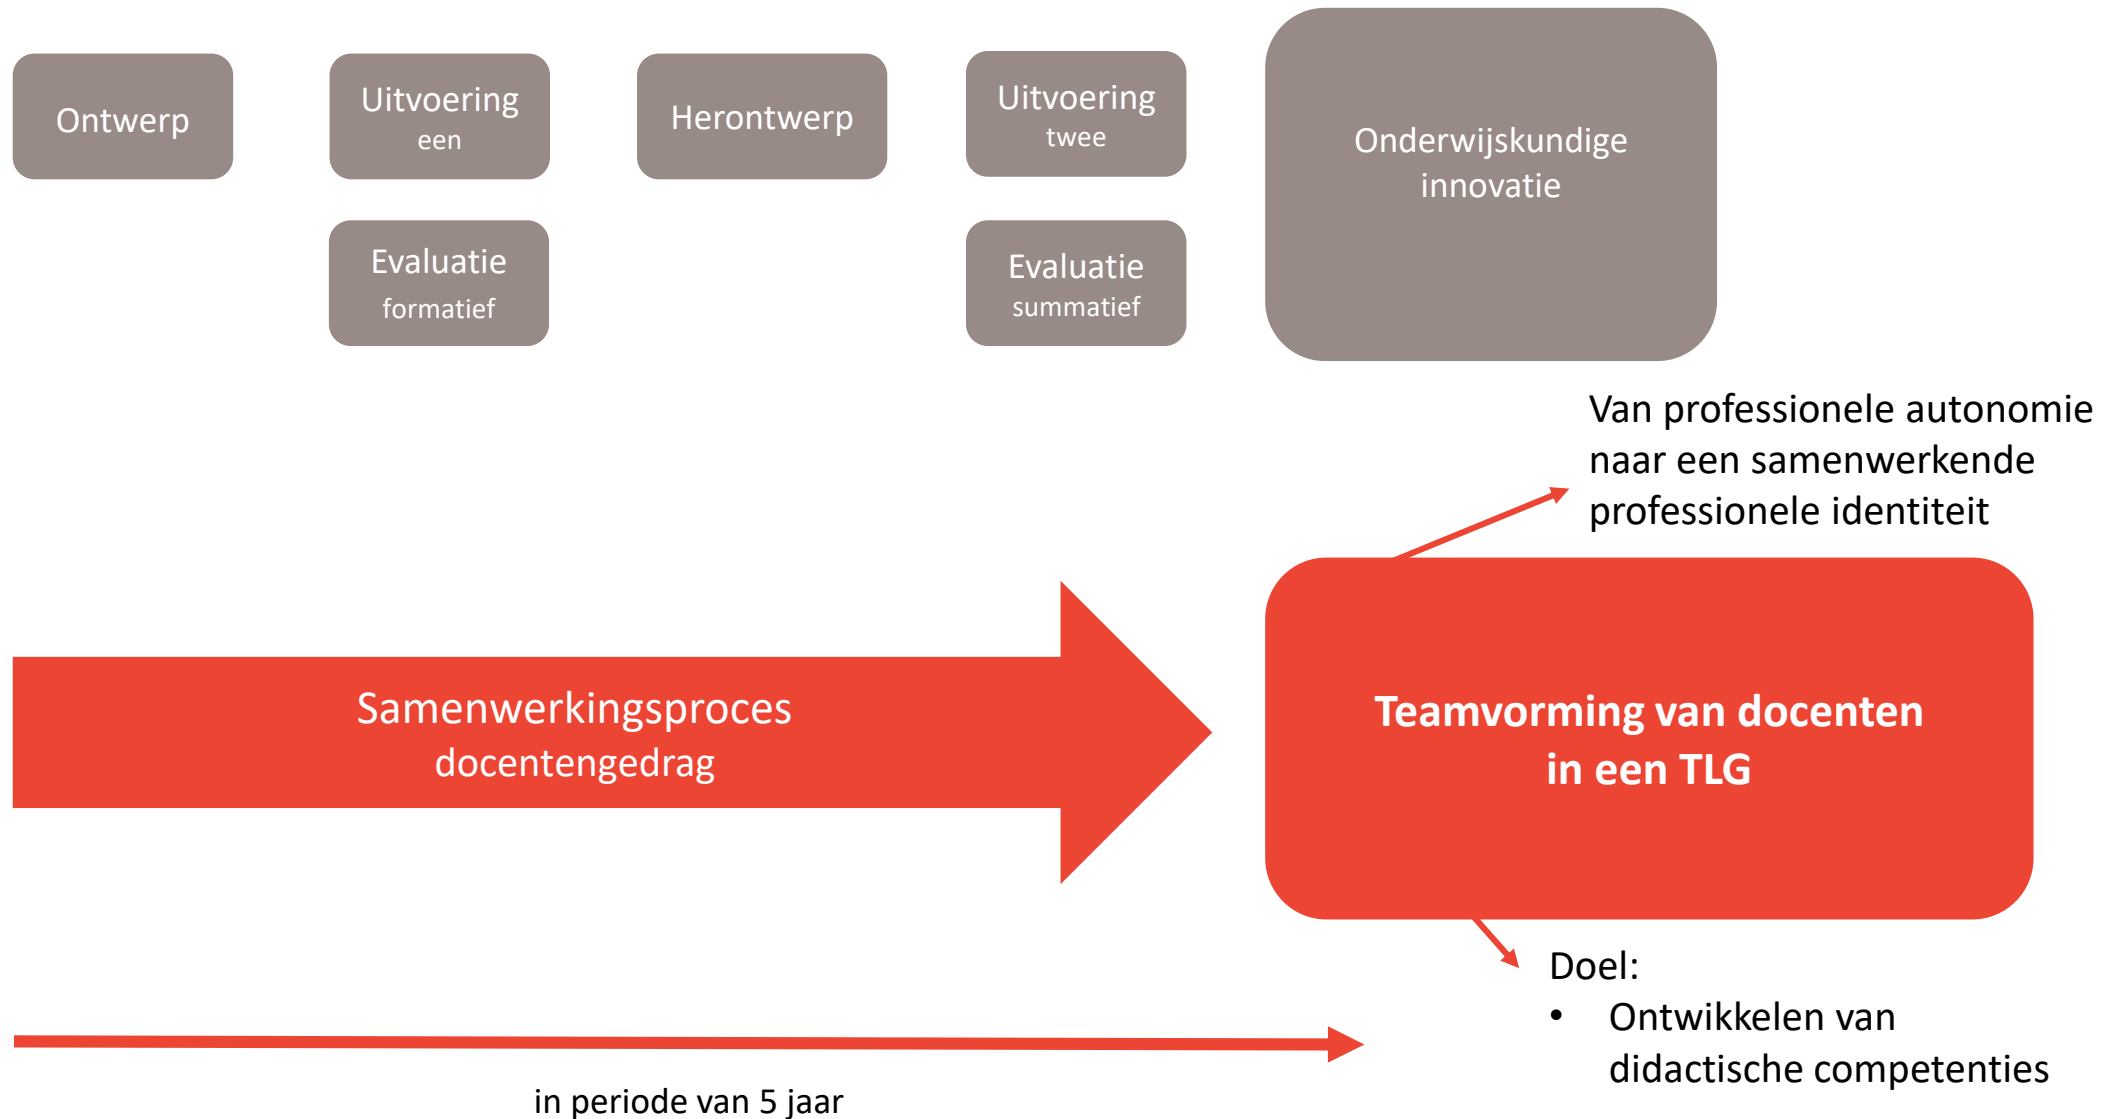 Ontwerp
Uitvoering
een
Herontwerp
Uitvoering
twee
Onderwijskundige
innovatie
Evaluatie
formatief
Evaluatie
summatief
Van professionele autonomie
naar een samenwerkende
professionele identiteit
Samenwerkingsproces
docentengedrag
Teamvorming van docenten
in een TLG
Doel:
• Ontwikkelen van
didactische competenties
in periode van 5 jaar